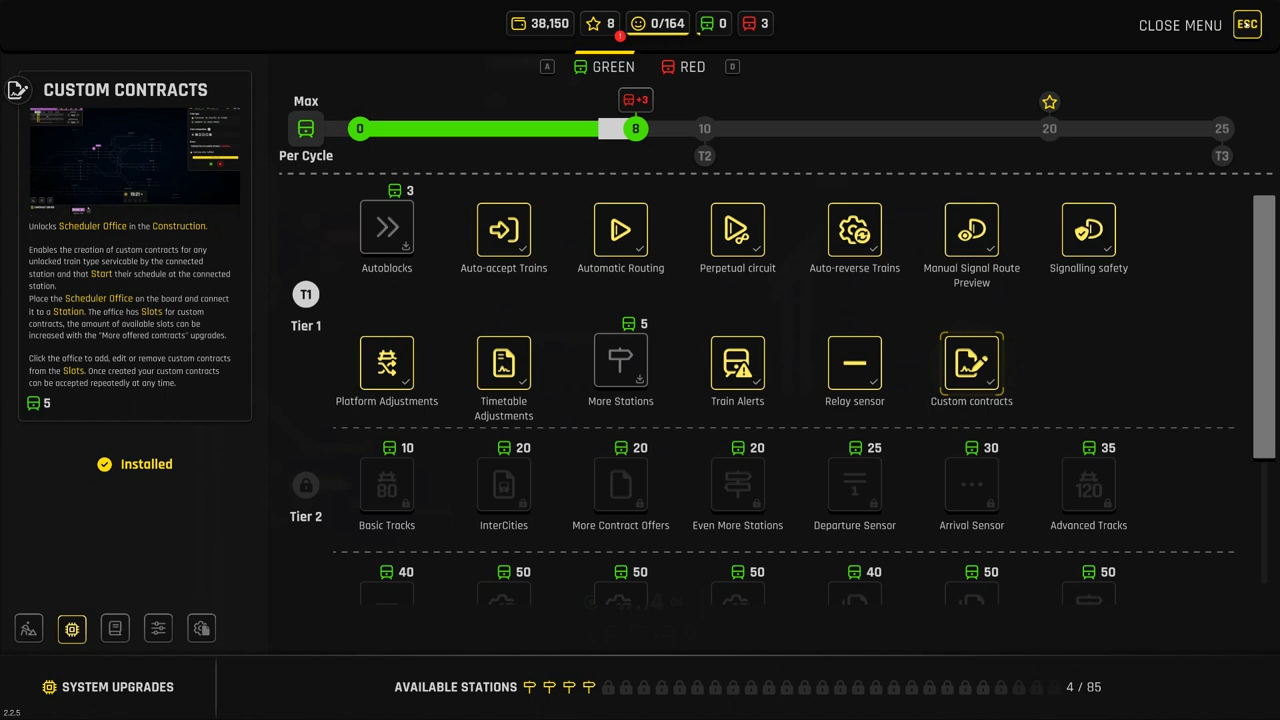 38,150
8
0/164
0
3
CLOSE MENU
ESC
!
A
GREEN
RED
D
CUSTOM CONTRACTS
Unlocks Scheduler Office in the Construction.
Enables the creation of custom contracts for any
unlocked train type servicable by the connected
station and that Start their schedule at the connected
station.
Place the Scheduler Office on the board and connect
it to a Station. The office has Slots for custom
contracts, the amount of available slots can be
increased with the "More offered contracts" upgrades.
Click the office to add, edit or remove custom contracts
from the Slots. Once created your custom contracts
can be accepted repeatedly at any time.
5
Installed
Max
Per Cycle
+3
0
8
10
20
25
T2
T3
T1
Tier 1
3
Autoblocks
Auto-accept Trains
Automatic Routing
Perpetual circuit
Auto-reverse Trains
Manual Signal Route
Preview
Signalling safety
5
Platform Adjustments
Timetable
Adjustments
More Stations
Train Alerts
Relay sensor
Custom contracts
Tier 2
10
20
20
20
25
30
35
80
1
120
Basic Tracks
InterCities
More Contract Offers
Even More Stations
Departure Sensor
Arrival Sensor
Advanced Tracks
40
50
50
50
40
50
50
SYSTEM UPGRADES
AVAILABLE STATIONS
4 / 85
2.2.5